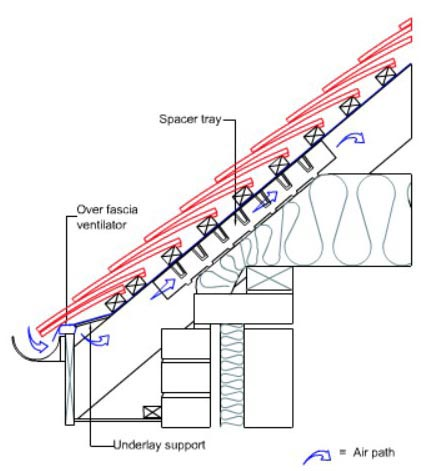 Spacer tray
Over fascia
ventilator
Underlay support
= Air path